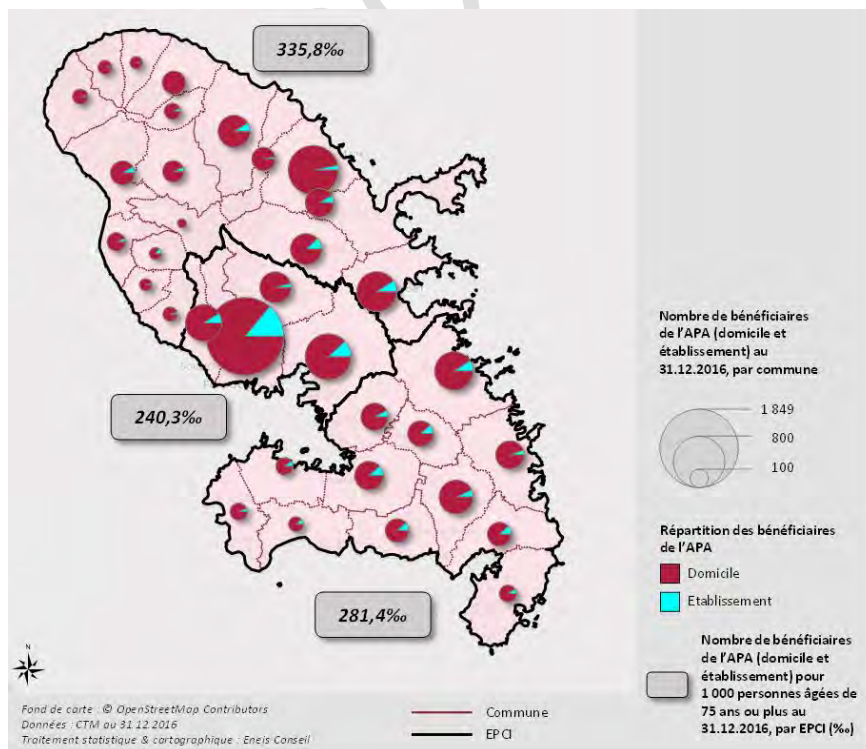 335,8‰
240,3‰
281,4‰
Nombre de bénéficiaires
de l'APA (domicile et
établissement) au
31.12.2016, par commune
1 849
800
100
Répartition des bénéficiaires
de l'APA
Domicile
Etablissement
Nombre de bénéficiaires
de l'APA (domicile et
établissement) pour
1 000 personnes âgées de
75 ans ou plus au
31.12.2016, par EPCI (‰)
N
Fond de carte : © OpenStreetMap Contributors
Données : CTM au 31.12.2016
Traitement statistique & cartographique : Eneis Conseil
Commune
EPCI